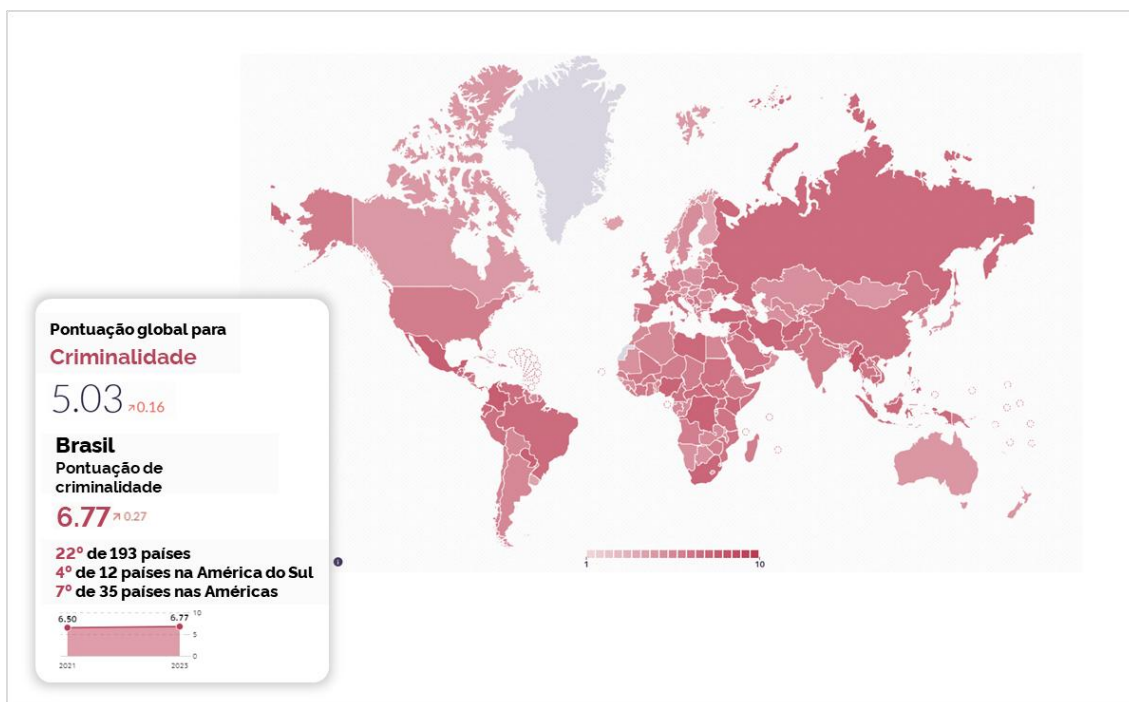 Pontuação global para
Criminalidade
5.03 ↗0.16
Brasil
Pontuação de
criminalidade
6.77 ↗ 0.27
22º de 193 países
4º de 12 países na América do Sul
7º de 35 países nas Américas
6.50
6.77
10
5
0
2021
2023
i
1
10